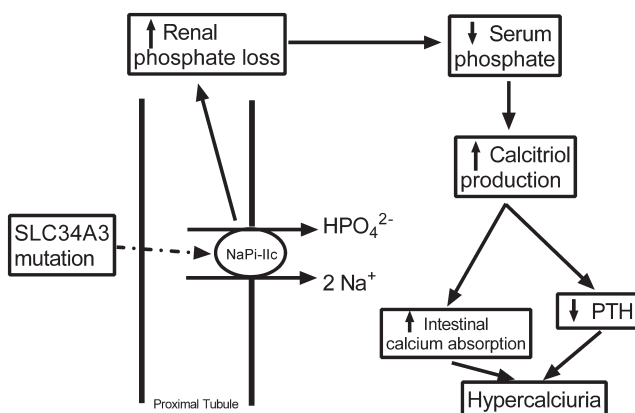 ↑ Renal
phosphate loss
↓ Serum
phosphate
↑ Calcitriol
production
SLC34A3
mutation
NaPi-IIc
HPO₄²⁻
2 Na⁺
↑ Intestinal
calcium absorption
↓ PTH
Hypercalciuria
Proximal Tubule